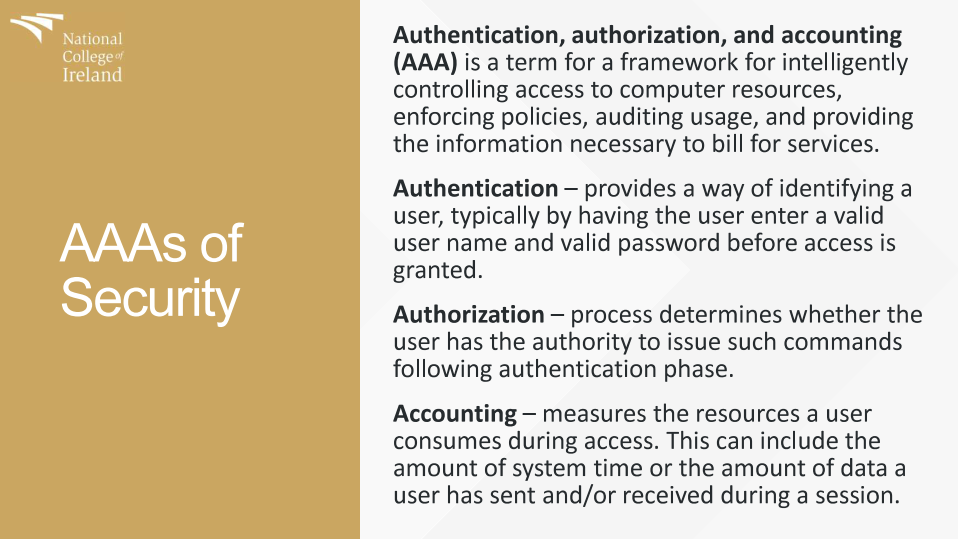 National
College of
Ireland
AAAs of
Security
Authentication, authorization, and accounting
(AAA) is a term for a framework for intelligently
controlling access to computer resources,
enforcing policies, auditing usage, and providing
the information necessary to bill for services.
Authentication – provides a way of identifying a
user, typically by having the user enter a valid
user name and valid password before access is
granted.
Authorization – process determines whether the
user has the authority to issue such commands
following authentication phase.
Accounting – measures the resources a user
consumes during access. This can include the
amount of system time or the amount of data a
user has sent and/or received during a session.